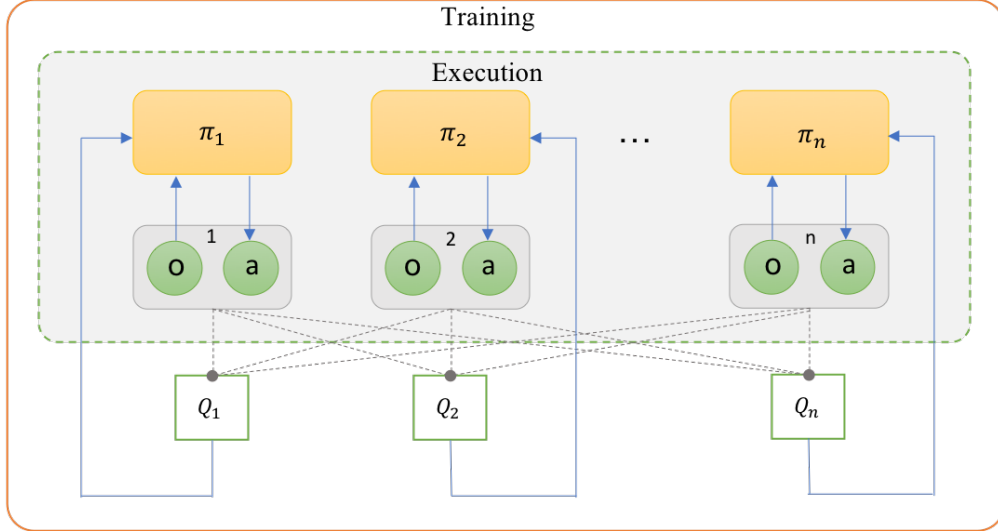 Training
Execution
π₁ π₂ … πₙ
1 2 n
o a o a o a
Q₁ Q₂ Qₙ